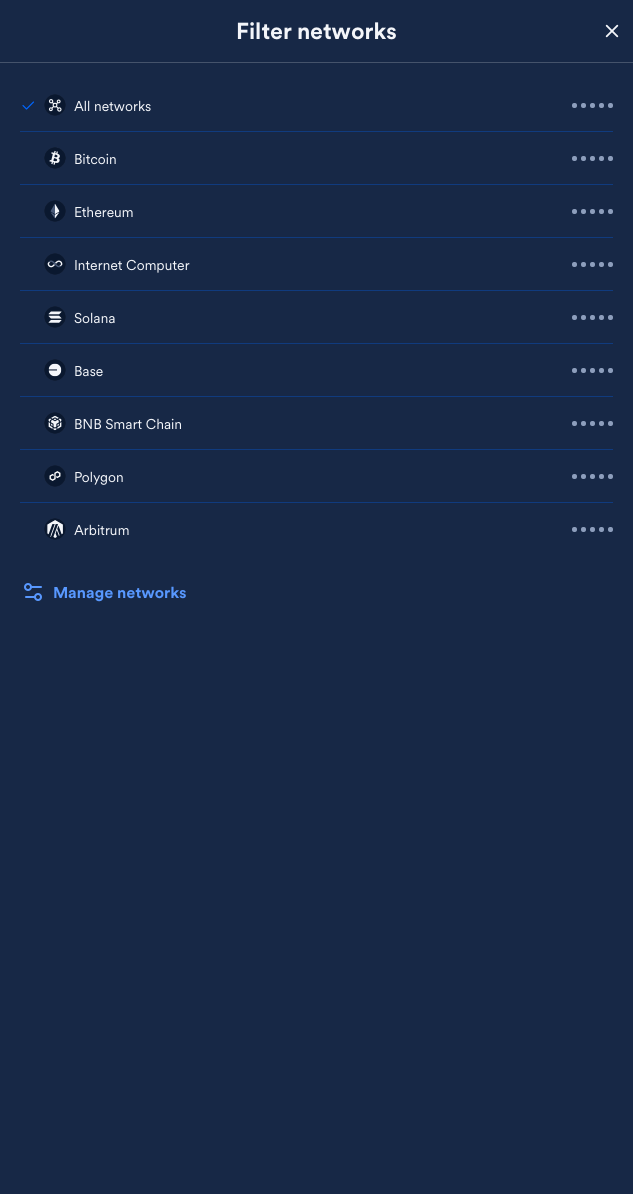 Filter networks
All networks
Bitcoin
Ethereum
Internet Computer
Solana
Base
BNB Smart Chain
Polygon
Arbitrum
Manage networks